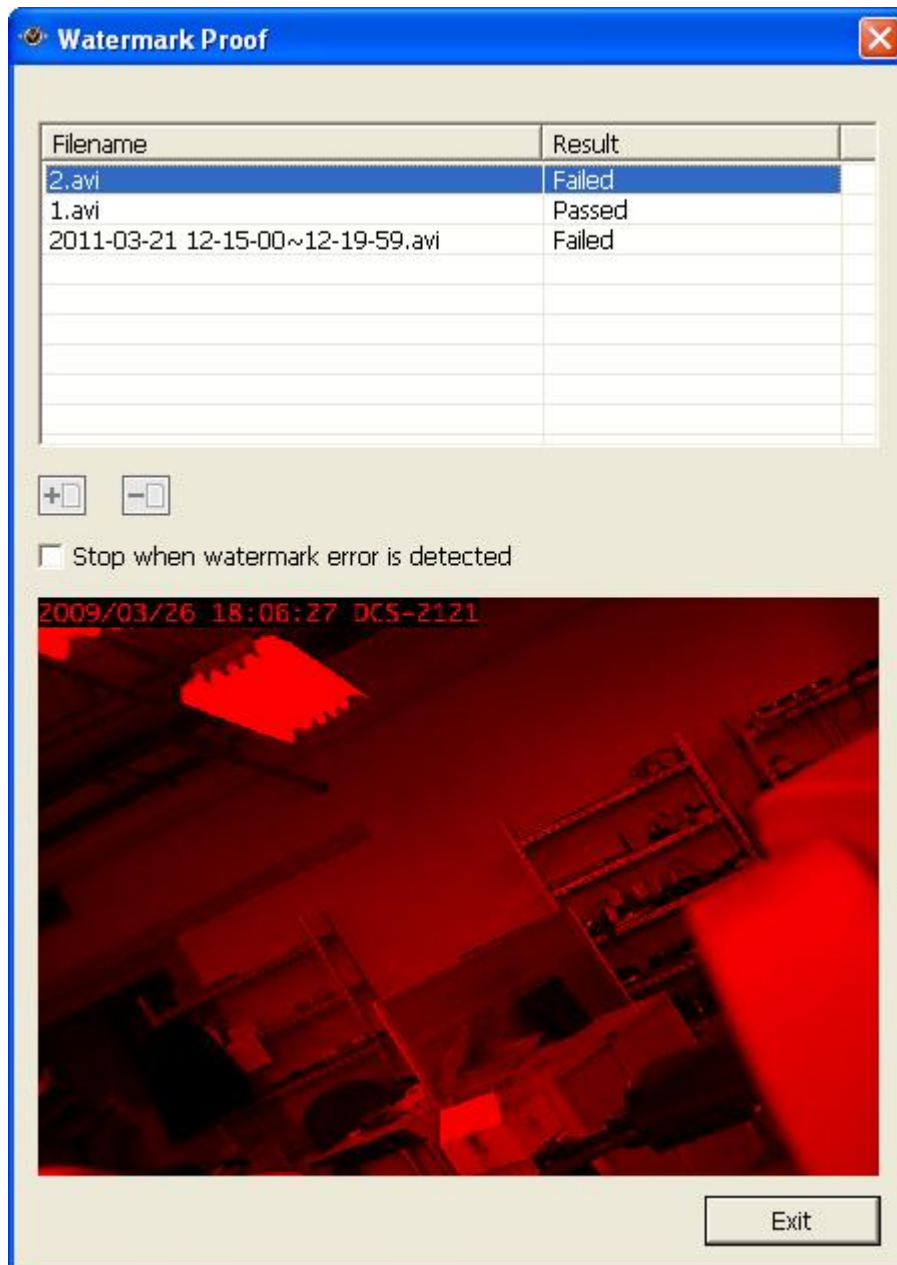 Watermark Proof
Filename Result
2.avi Failed
1.avi Passed
2011-03-21 12-15-00~12-19-59.avi Failed
Stop when watermark error is detected
2009/03/26 18:06:27 DCS-2121
Exit